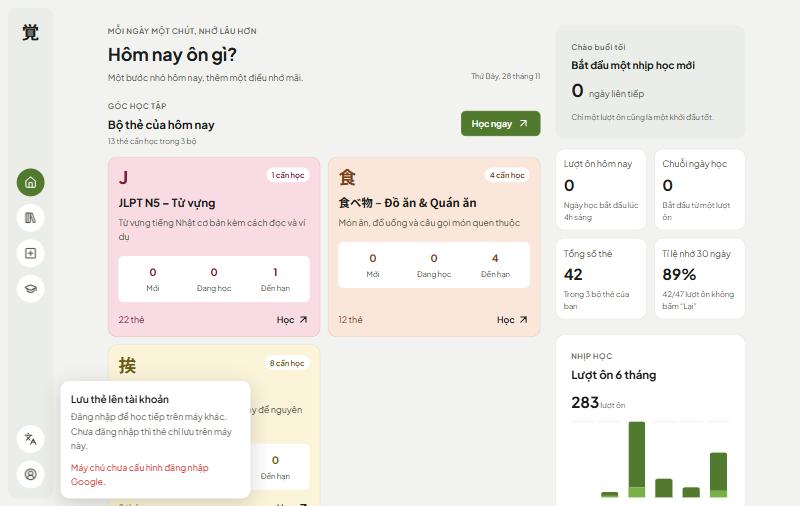 覚
MỖI NGÀY MỘT CHÚT, NHỚ LÂU HƠN
Hôm nay ôn gì?
Một bước nhỏ hôm nay, thêm một điều nhớ mãi.
Thứ Bảy, 28 tháng 11
GÓC HỌC TẬP
Bộ thẻ của hôm nay
13 thẻ cần học trong 3 bộ
Học ngay
J
1 cần học
JLPT N5 – Từ vựng
Từ vựng tiếng Nhật cơ bản kèm cách đọc và ví
dụ
0 0 1
Mới Đang học Đến hạn
22 thẻ
Học
食
4 cần học
食べ物 – Đồ ăn & Quán ăn
Món ăn, đồ uống và câu gọi món quen thuộc
0 0 4
Mới Đang học Đến hạn
12 thẻ
Học
挨
8 cần học
để nguyên
0
Đến hạn
Lưu thẻ lên tài khoản
Đăng nhập để học tiếp trên máy khác.
Chưa đăng nhập thì thẻ chỉ lưu trên máy
này.
Máy chủ chưa cấu hình đăng nhập
Google.
Chào buổi tối
Bắt đầu một nhịp học mới
0 ngày liên tiếp
Chỉ một lượt ôn cũng là một khởi đầu tốt.
Lượt ôn hôm nay
0
Ngày học bắt đầu lúc
4h sáng
Chuỗi ngày học
0
Bắt đầu từ một lượt
ôn
Tổng số thẻ
42
Trong 3 bộ thẻ của
bạn
Tỉ lệ nhớ 30 ngày
89%
42/47 lượt ôn không
bấm "Lại"
NHỊP HỌC
Lượt ôn 6 tháng
283 lượt ôn